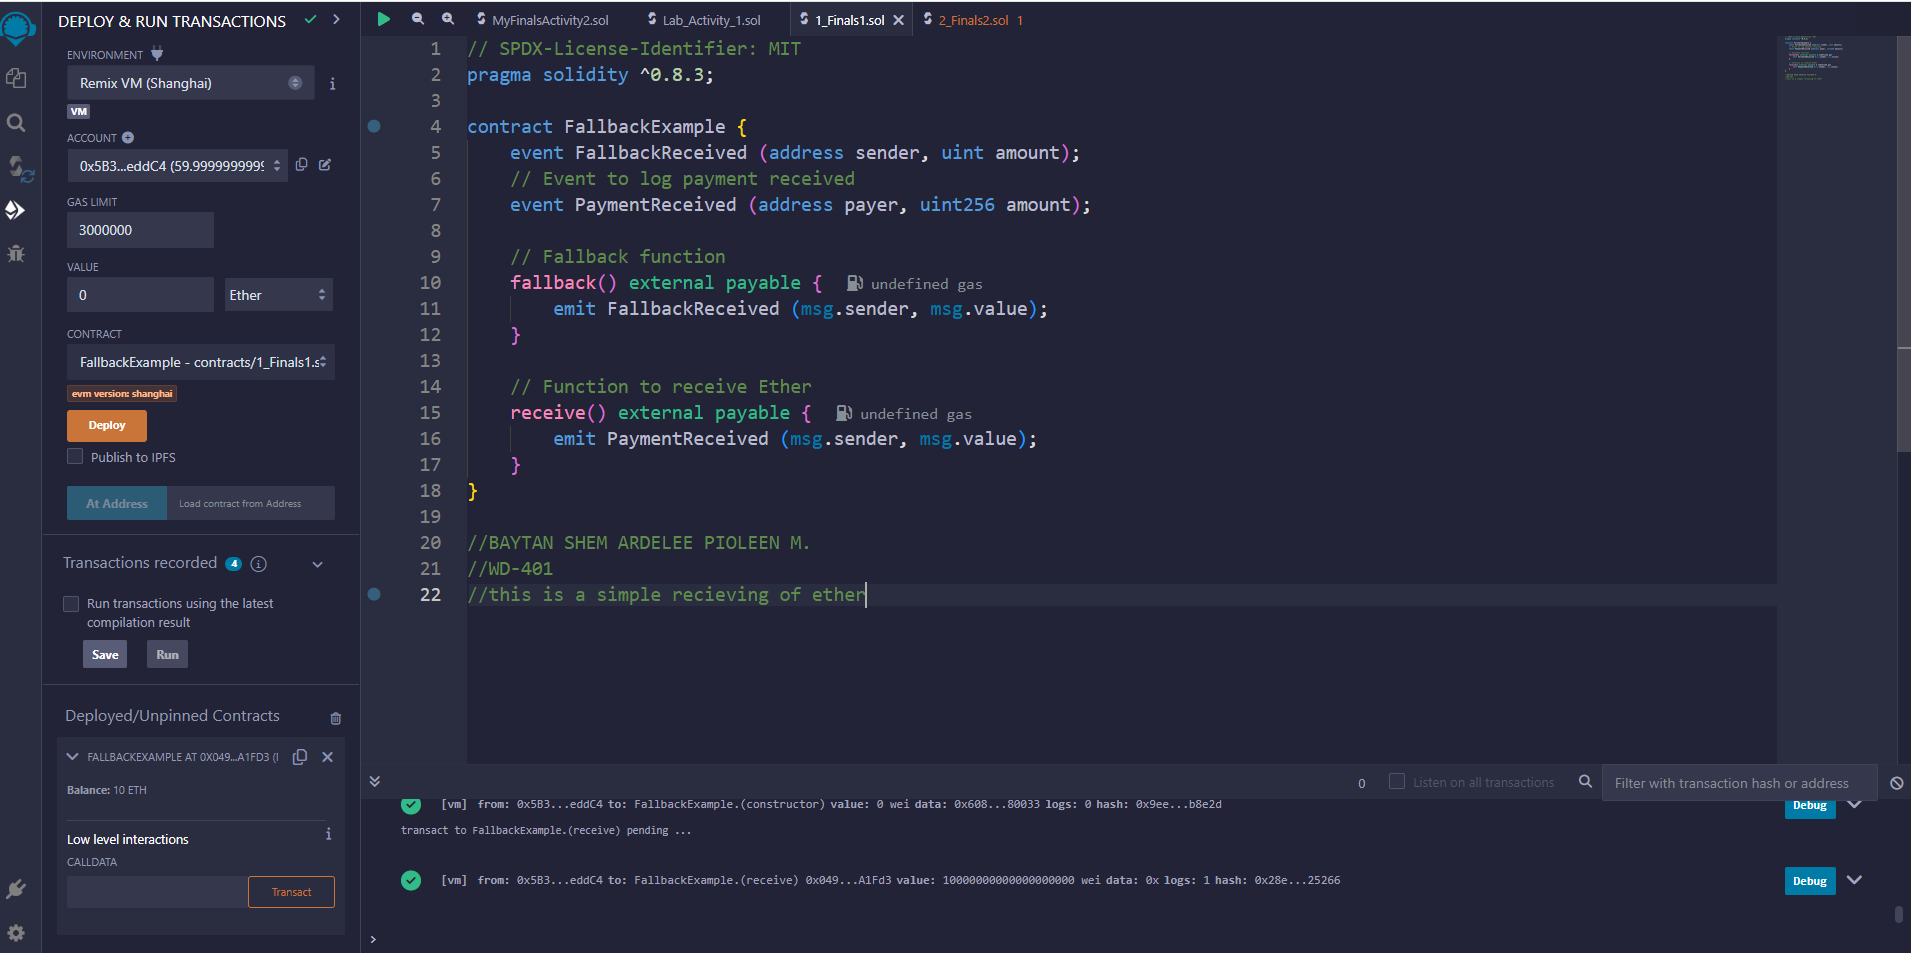 DEPLOY & RUN TRANSACTIONS
ENVIRONMENT
Remix VM (Shanghai)
VM
ACCOUNT
0x5B3...eddC4 (59.9999999999
GAS LIMIT
3000000
VALUE
0
Ether
CONTRACT
FallbackExample - contracts/1_Finals1.s
evm version: shanghai
Deploy
Publish to IPFS
At Address
Load contract from Address
Transactions recorded 4
Run transactions using the latest
compilation result
Save
Run
Deployed/Unpinned Contracts
FALLBACKEXAMPLE AT 0X049...A1FD3 (
Balance: 10 ETH
Low level interactions
CALLDATA
Transact
MyFinalsActivity2.sol
Lab_Activity_1.sol
1_Finals1.sol
2_Finals2.sol 1
1 // SPDX-License-Identifier: MIT
2 pragma solidity ^0.8.3;
3
4 contract FallbackExample {
5 event FallbackReceived (address sender, uint amount);
6 // Event to log payment received
7 event PaymentReceived (address payer, uint256 amount);
8
9 // Fallback function
10 fallback() external payable { undefined gas
11 emit FallbackReceived (msg.sender, msg.value);
12 }
13
14 // Function to receive Ether
15 receive() external payable { undefined gas
16 emit PaymentReceived (msg.sender, msg.value);
17 }
18 }
19
20 //BAYTAN SHEM ARDELEE PIOLEEN M.
21 //WD-401
22 //this is a simple recieving of ether
0
Listen on all transactions
Filter with transaction hash or address
[vm] from: 0x5B3...eddC4 to: FallbackExample.(constructor) value: 0 wei data: 0x608...80033 logs: 0 hash: 0x9ee...b8e2d
Debug
transact to FallbackExample.(receive) pending ...
[vm] from: 0x5B3...eddC4 to: FallbackExample.(receive) 0x049...A1Fd3 value: 10000000000000000000 wei data: 0x logs: 1 hash: 0x28e...25266
Debug
>